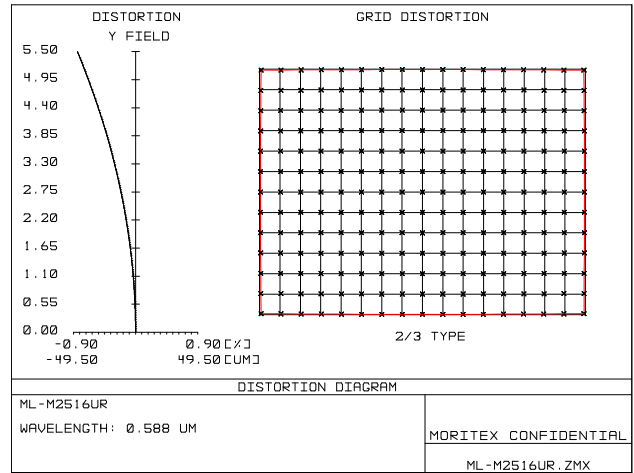 DISTORTION
Y FIELD
GRID DISTORTION
5.50
4.95
4.40
3.85
3.30
2.75
2.20
1.65
1.10
0.55
0.00
-0.90 0.90[%]
-49.50 49.50[UM]
2/3 TYPE
DISTORTION DIAGRAM
ML-M2516UR
WAVELENGTH: 0.588 UM
MORITEX CONFIDENTIAL
ML-M2516UR.ZMX